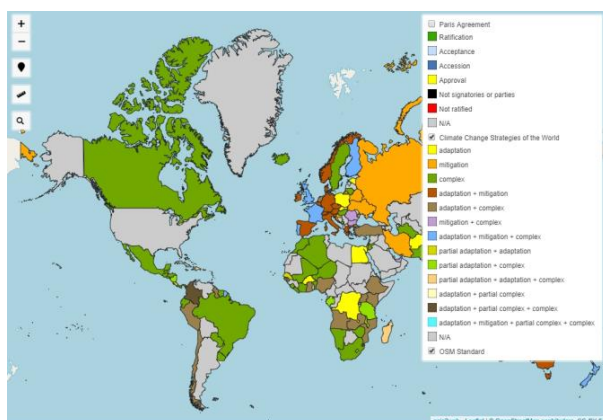 +
−
Paris Agreement
Ratification
Acceptance
Accession
Approval
Not signatories or parties
Not ratified
N/A
Climate Change Strategies of the World
adaptation
mitigation
complex
adaptation + mitigation
adaptation + complex
mitigation + complex
adaptation + mitigation + complex
partial adaptation + adaptation
partial adaptation + complex
partial adaptation + adaptation + complex
adaptation + partial complex
adaptation + partial complex + complex
adaptation + mitigation + partial complex + complex
N/A
OSM Standard